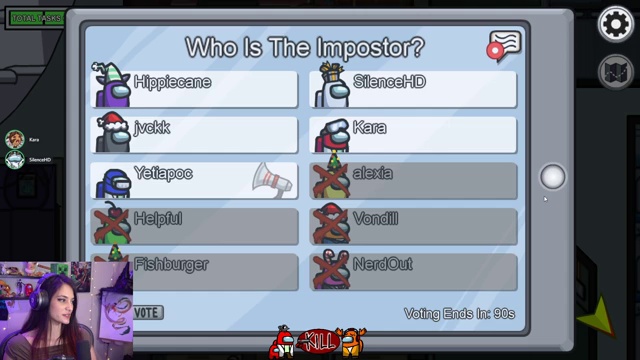 TOTAL TASKS
Who Is The Impostor?
Hippiecane
SilenceHD
jvckk
Kara
Kara
SilenceHD
Yetiapoc
alexia
Helpful
Vondill
Fishburger
NerdOut
VOTE
Voting Ends In: 90s
KILL